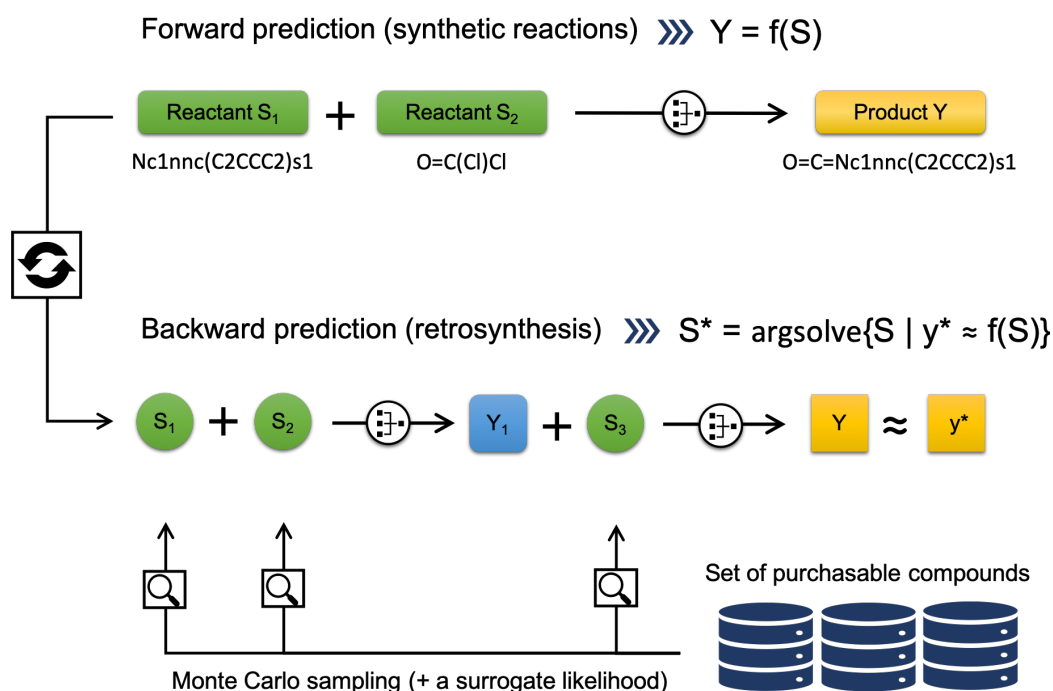 Forward prediction (synthetic reactions) Y = f(S)
Reactant S₁ + Reactant S₂ Product Y
Nc1nnc(C2CCC2)s1 O=C(Cl)Cl O=C=Nc1nnc(C2CCC2)s1
Backward prediction (retrosynthesis) S* = argsolve{S | y* ≈ f(S)}
S₁ + S₂ Y₁ + S₃ Y ≈ y*
Set of purchasable compounds
Monte Carlo sampling (+ a surrogate likelihood)